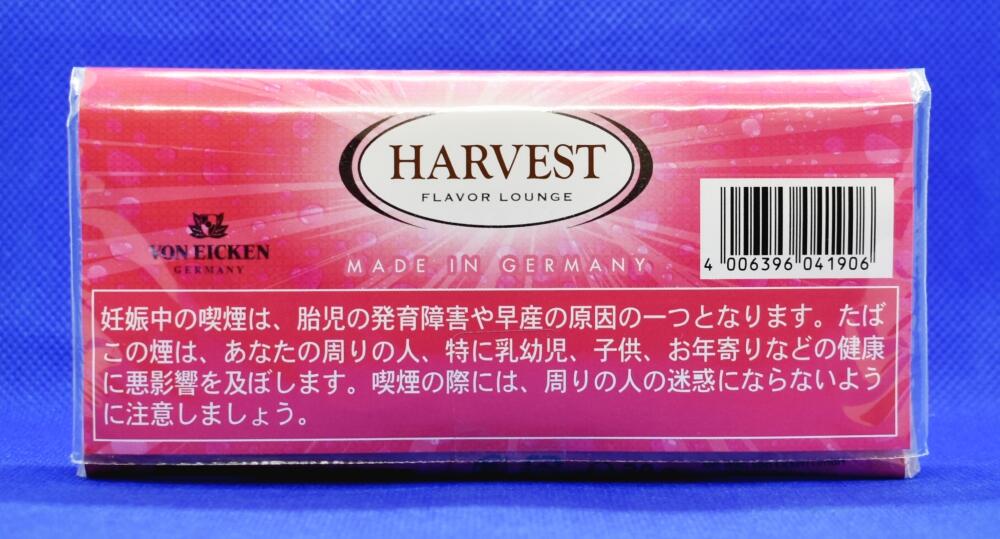 HARVEST
FLAVOR LOUNGE
VON EICKEN
GERMANY
MADE IN GERMANY
4 006396 041906
妊娠中の喫煙は、胎児の発育障害や早産の原因の一つとなります。たば
この煙は、あなたの周りの人、特に乳幼児、子供、お年寄りなどの健康
に悪影響を及ぼします。喫煙の際には、周りの人の迷惑にならないよう
に注意しましょう。